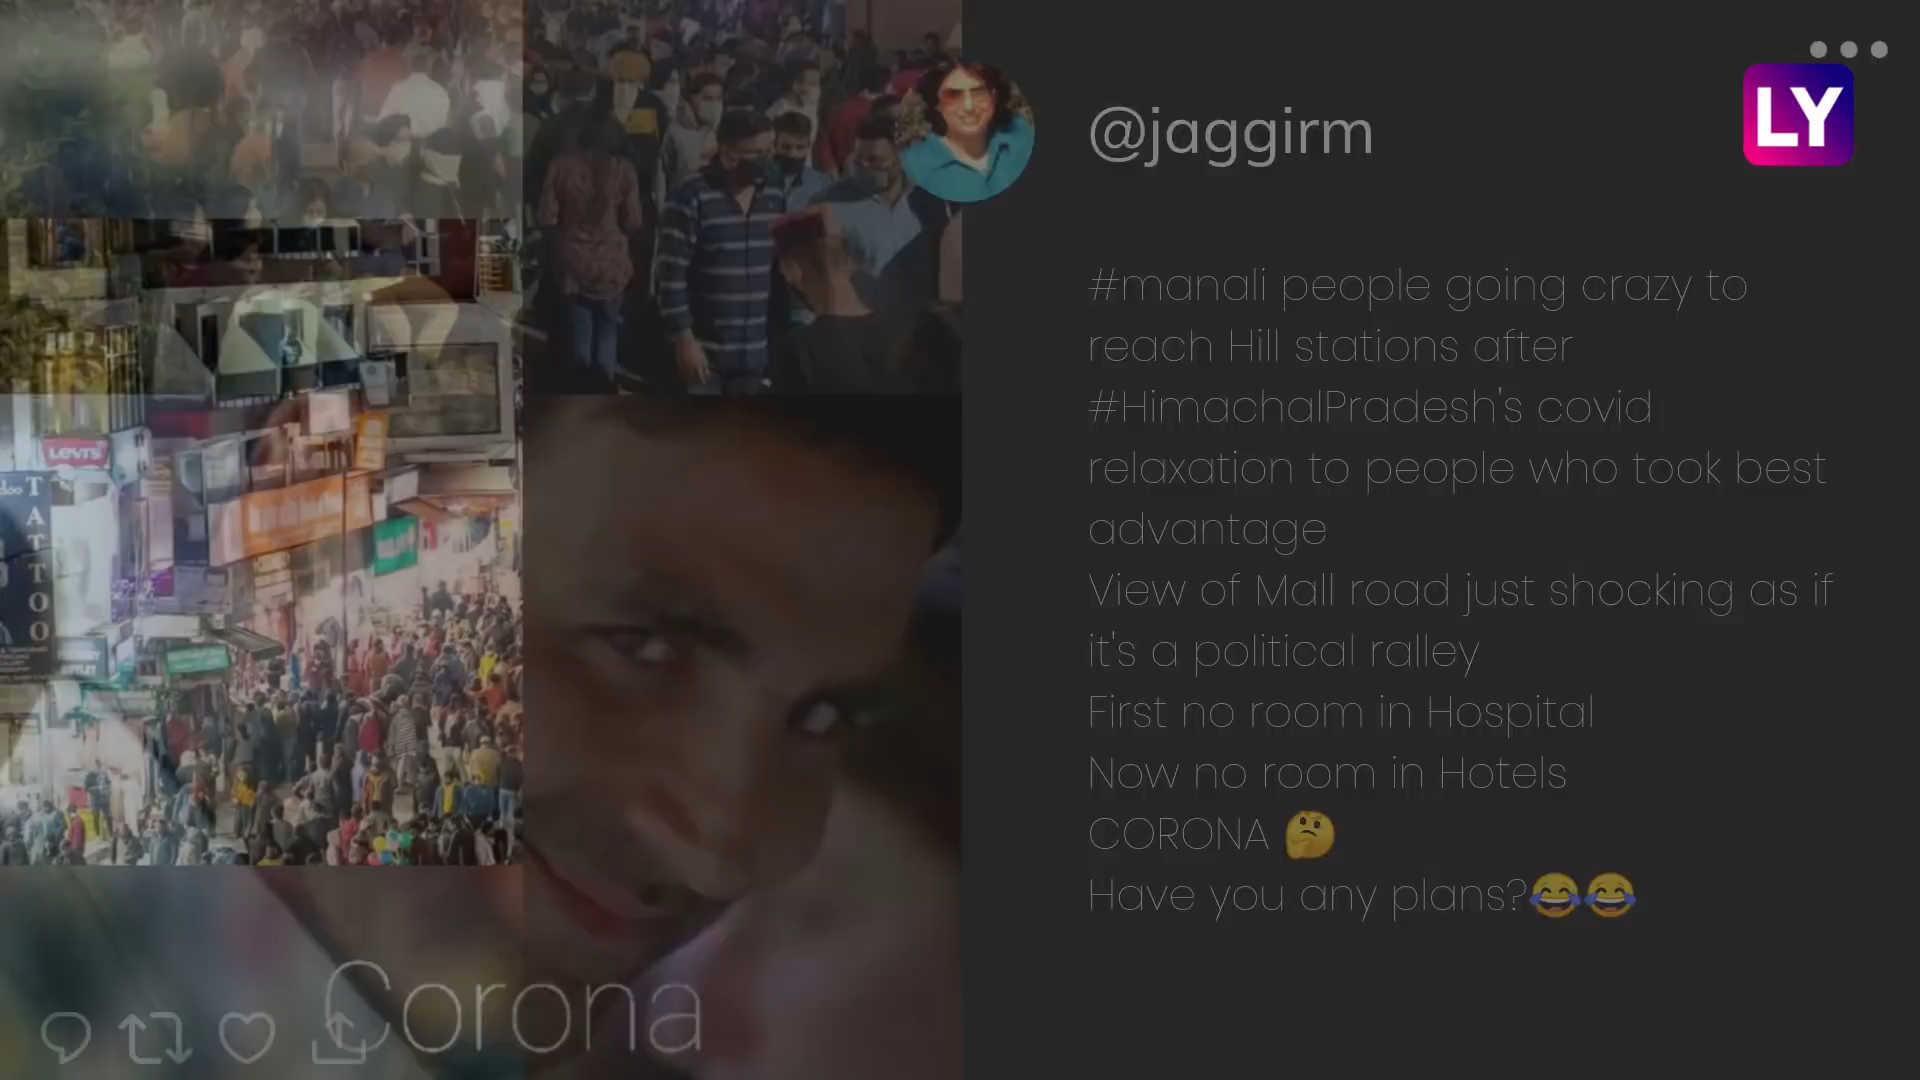 LY
@jaggirm
#manali people going crazy to
reach Hill stations after
#HimachalPradesh's covid
relaxation to people who took best
advantage
View of Mall road just shocking as if
it's a political ralley
First no room in Hospital
Now no room in Hotels
CORONA 🤔
Have you any plans?😂😂
LEVI'S
TATTOO
Corona